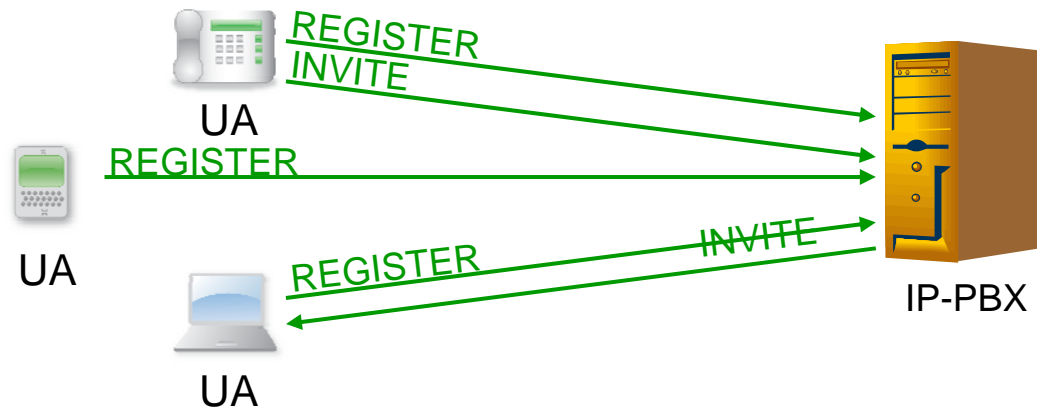 REGISTER
INVITE
UA
REGISTER
UA
INVITE
REGISTER
IP-PBX
UA